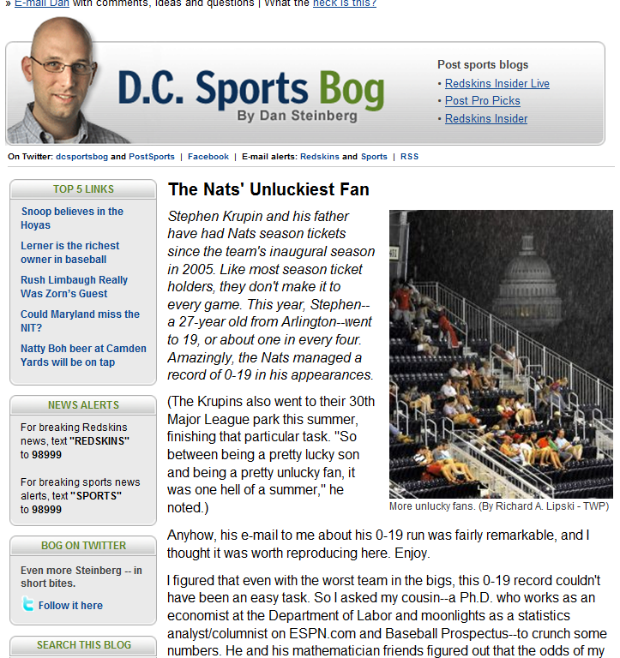 » E-Mail Dan with comments, ideas and questions | What the heck is this?
D.C. Sports Bog
By Dan Steinberg
Post sports blogs
• Redskins Insider Live
• Post Pro Picks
• Redskins Insider
On Twitter: dcsportsbog and PostSports | Facebook | E-mail alerts: Redskins and Sports | RSS
TOP 5 LINKS
Snoop believes in the
Hoyas
Lerner is the richest
owner in baseball
Rush Limbaugh Really
Was Zorn's Guest
Could Maryland miss the
NIT?
Natty Boh beer at Camden
Yards will be on tap
NEWS ALERTS
For breaking Redskins
news, text "REDSKINS"
to 98999
For breaking sports news
alerts, text "SPORTS"
to 98999
BOG ON TWITTER
Even more Steinberg -- in
short bites.
Follow it here
SEARCH THIS BLOG
The Nats' Unluckiest Fan
Stephen Krupin and his father
have had Nats season tickets
since the team's inaugural season
in 2005. Like most season ticket
holders, they don't make it to
every game. This year, Stephen--
a 27-year old from Arlington--went
to 19, or about one in every four.
Amazingly, the Nats managed a
record of 0-19 in his appearances.
(The Krupins also went to their 30th
Major League park this summer,
finishing that particular task. "So
between being a pretty lucky son
and being a pretty unlucky fan, it
was one hell of a summer," he
noted.)
More unlucky fans. (By Richard A. Lipski - TWP)
Anyhow, his e-mail to me about his 0-19 run was fairly remarkable, and I
thought it was worth reproducing here. Enjoy.
I figured that even with the worst team in the bigs, this 0-19 record couldn't
have been an easy task. So I asked my cousin--a Ph.D. who works as an
economist at the Department of Labor and moonlights as a statistics
analyst/columnist on ESPN.com and Baseball Prospectus--to crunch some
numbers. He and his mathematician friends figured out that the odds of my